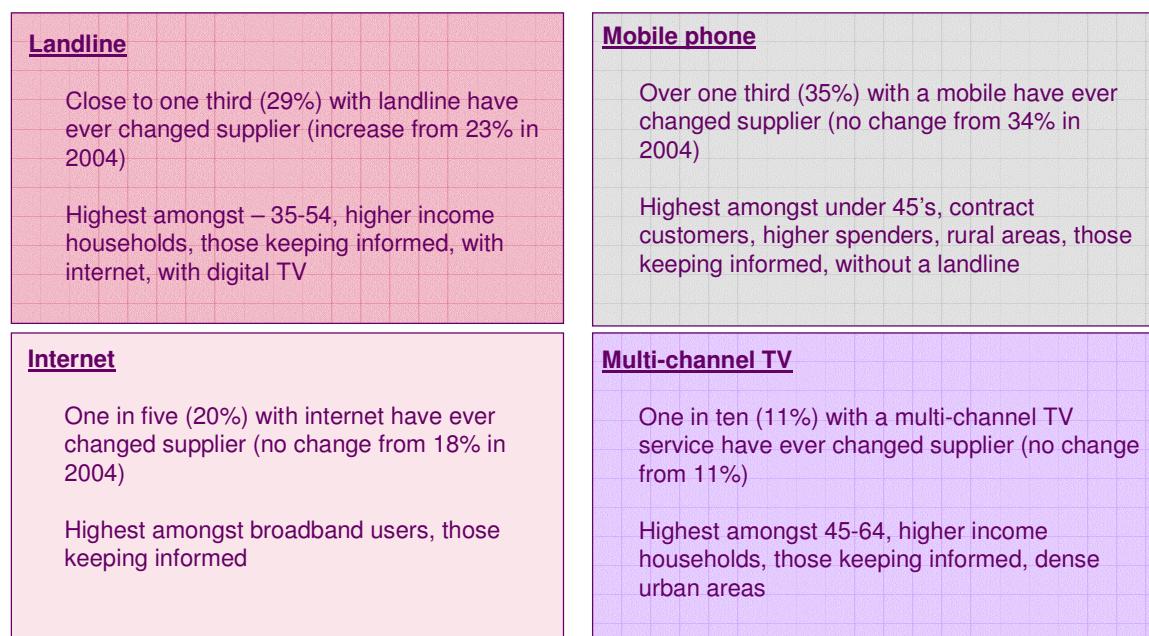 Landline
Close to one third (29%) with landline have
ever changed supplier (increase from 23% in
2004)
Highest amongst – 35-54, higher income
households, those keeping informed, with
internet, with digital TV
Mobile phone
Over one third (35%) with a mobile have ever
changed supplier (no change from 34% in
2004)
Highest amongst under 45’s, contract
customers, higher spenders, rural areas, those
keeping informed, without a landline
Internet
One in five (20%) with internet have ever
changed supplier (no change from 18% in
2004)
Highest amongst broadband users, those
keeping informed
Multi-channel TV
One in ten (11%) with a multi-channel TV
service have ever changed supplier (no change
from 11%)
Highest amongst 45-64, higher income
households, those keeping informed, dense
urban areas